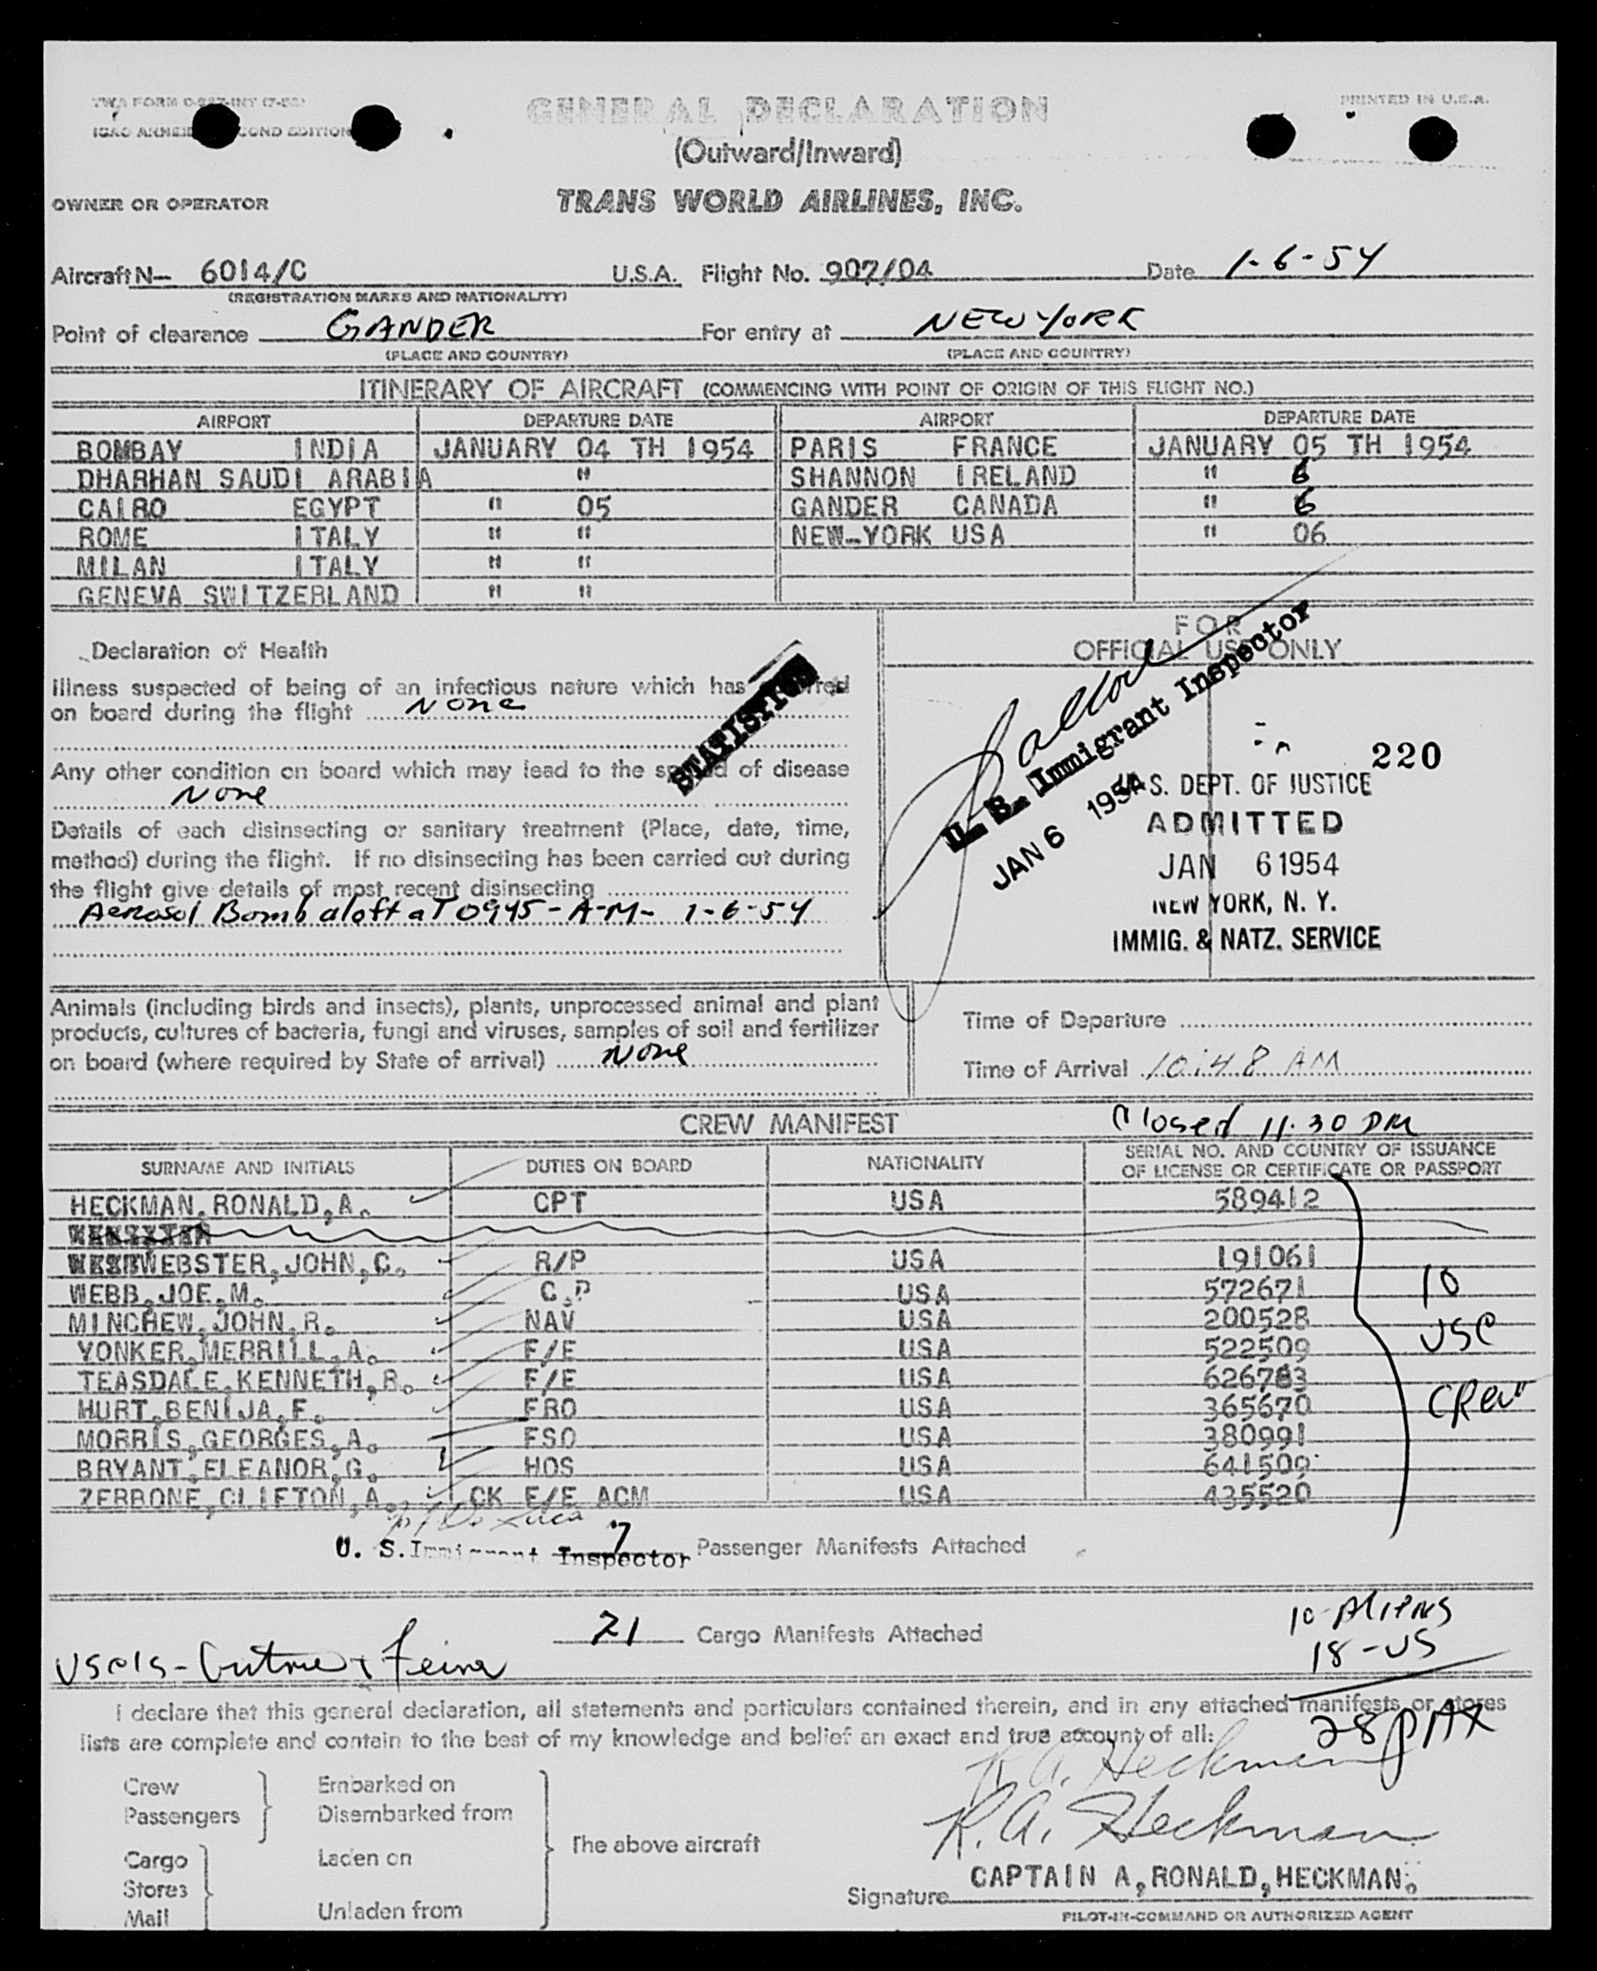 TWA FORM
PRINTED IN U.S.A.
GENERAL DECLARATION
(Outward/Inward)
OWNER OR OPERATOR
TRANS WORLD AIRLINES, INC.
Aircraft N— 6014/C U.S.A. Flight No. 907/04 Date 1-6-54
(REGISTRATION MARKS AND NATIONALITY)
Point of clearance GANDER For entry at NEW YORK
(PLACE AND COUNTRY) (PLACE AND COUNTRY)
ITINERARY OF AIRCRAFT (COMMENCING WITH POINT OF ORIGIN OF THIS FLIGHT NO.)
AIRPORT DEPARTURE DATE AIRPORT DEPARTURE DATE
BOMBAY INDIA JANUARY 04 TH 1954 PARIS FRANCE JANUARY 05 TH 1954
DHARHAN SAUDI ARABIA " SHANNON IRELAND " 6
CAIRO EGYPT " 05 GANDER CANADA " 6
ROME ITALY " " NEW-YORK USA " 06
MILAN ITALY " "
GENEVA SWITZERLAND " "
Declaration of Health
Illness suspected of being of an infectious nature which has
on board during the flight None
STATISTICS
Any other condition on board which may lead to the spread of disease
None
Details of each disinsecting or sanitary treatment (Place, date, time,
method) during the flight. If no disinsecting has been carried out during
the flight give details of most recent disinsecting
Aerosol Bomb aloft aT 0945-A-M- 1-6-54
FOR
OFFICIAL USE ONLY
U. S. Immigrant Inspector
JAN 6 1954
220
U.S. DEPT. OF JUSTICE
ADMITTED
JAN 6 1954
NEW YORK, N. Y.
IMMIG. & NATZ. SERVICE
Animals (including birds and insects), plants, unprocessed animal and plant
products, cultures of bacteria, fungi and viruses, samples of soil and fertilizer
on board (where required by State of arrival) None
Time of Departure
Time of Arrival 10:48 AM
CREW MANIFEST
Closed 11:30 PM
SURNAME AND INITIALS DUTIES ON BOARD NATIONALITY SERIAL NO. AND COUNTRY OF ISSUANCE
OF LICENSE OR CERTIFICATE OR PASSPORT
HECKMAN.RONALD,A. CPT USA 589412
WEBSTER,JOHN,C. R/P USA 191061
WEBB,JOE,M. C.P USA 572671
MINCHEW,JOHN,R. NAV USA 200528
YONKER,MERRILL,A. F/E USA 522509
TEASDALE,KENNETH,R. F/E USA 626783
HURT,BENIJA,F. FRO USA 365670
MORRIS,GEORGES,A. FSO USA 380991
BRYANT,ELEANOR,G. HOS USA 641509
ZERBONE,CLIFTON,A. CK F/E ACM USA 435520
10
USC
CREW
U. S. Immigrant Inspector
7 Passenger Manifests Attached
21 Cargo Manifests Attached
10-Aliens
18-US
28 PAX
I declare that this general declaration, all statements and particulars contained therein, and in any attached manifests or stores
lists are complete and contain to the best of my knowledge and belief an exact and true account of all:
R. A. Heckman
R. A. Heckman
Crew
Passengers
Embarked on
Disembarked from
Cargo
Stores
Mail
Laden on
Unladen from
The above aircraft
CAPTAIN A,RONALD,HECKMAN.
Signature
PILOT-IN-COMMAND OR AUTHORIZED AGENT